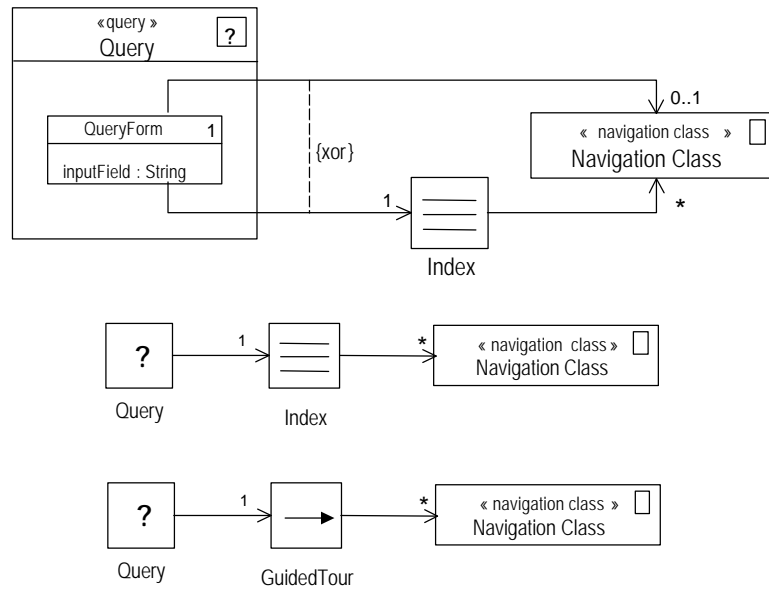 «query »
?
Query
QueryForm 1
inputField : String
{xor}
0..1
« navigation class »
Navigation Class
1
*
Index
?
1
*
« navigation class»
Navigation Class
Query
Index
?
1
*
« navigation class »
Navigation Class
Query
GuidedTour